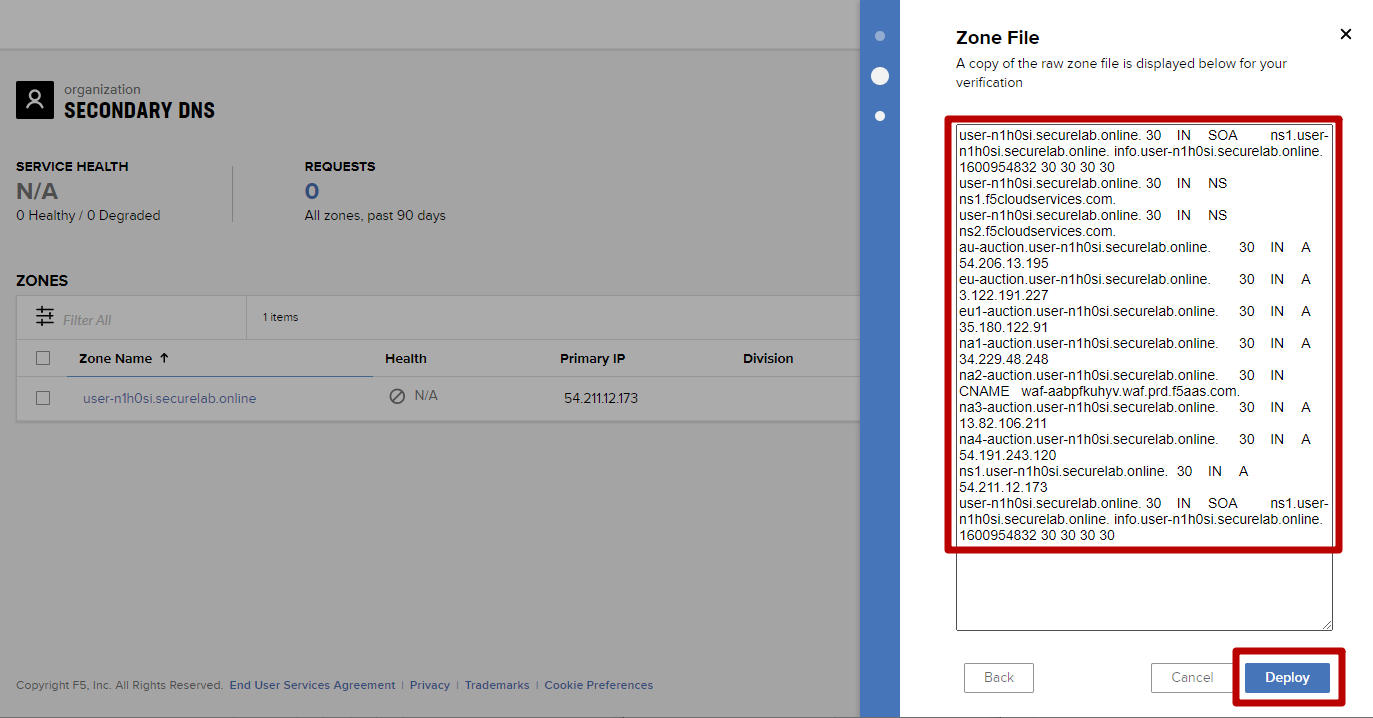 organization
SECONDARY DNS
SERVICE HEALTH
N/A
0 Healthy / 0 Degraded
REQUESTS
0
All zones, past 90 days
ZONES
Filter All
1 items
Zone Name ↑ Health Primary IP Division
user-n1h0si.securelab.online N/A 54.211.12.173
Copyright F5, Inc. All Rights Reserved. End User Services Agreement | Privacy | Trademarks | Cookie Preferences
Zone File
A copy of the raw zone file is displayed below for your
verification
user-n1h0si.securelab.online. 30 IN SOA ns1.user-
n1h0si.securelab.online. info.user-n1h0si.securelab.online.
1600954832 30 30 30 30
user-n1h0si.securelab.online. 30 IN NS
ns1.f5cloudservices.com.
user-n1h0si.securelab.online. 30 IN NS
ns2.f5cloudservices.com.
au-auction.user-n1h0si.securelab.online. 30 IN A
54.206.13.195
eu-auction.user-n1h0si.securelab.online. 30 IN A
3.122.191.227
eu1-auction.user-n1h0si.securelab.online. 30 IN A
35.180.122.91
na1-auction.user-n1h0si.securelab.online. 30 IN A
34.229.48.248
na2-auction.user-n1h0si.securelab.online. 30 IN
CNAME waf-aabpfkuhyv.waf.prd.f5aas.com.
na3-auction.user-n1h0si.securelab.online. 30 IN A
13.82.106.211
na4-auction.user-n1h0si.securelab.online. 30 IN A
54.191.243.120
ns1.user-n1h0si.securelab.online. 30 IN A
54.211.12.173
user-n1h0si.securelab.online. 30 IN SOA ns1.user-
n1h0si.securelab.online. info.user-n1h0si.securelab.online.
1600954832 30 30 30 30
Back Cancel Deploy